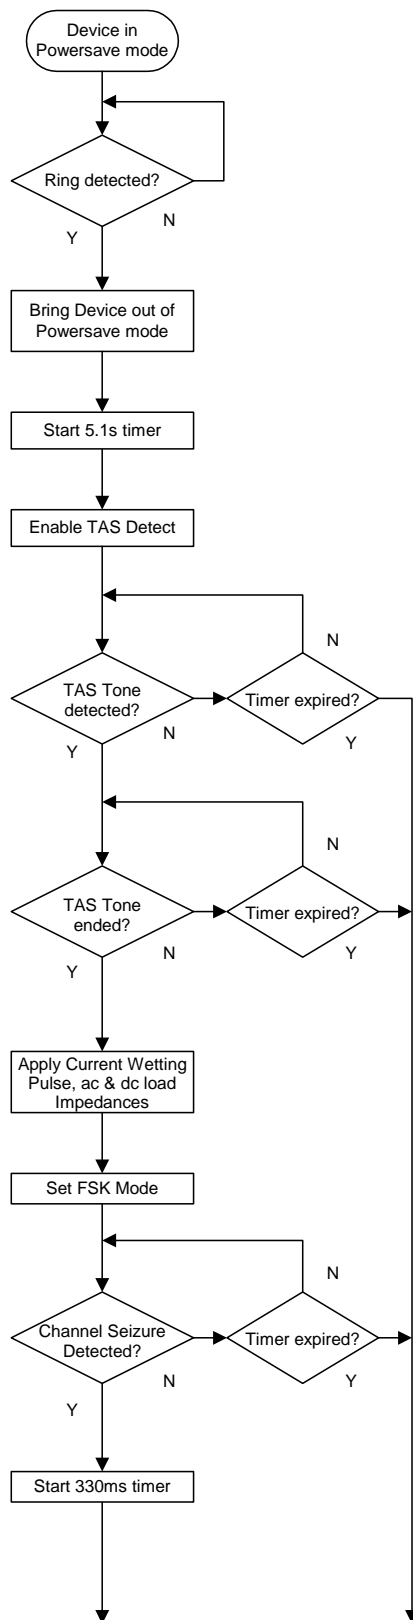 Device in
Powersave mode
Ring detected?
N
Y
Bring Device out of
Powersave mode
Start 5.1s timer
Enable TAS Detect
N
TAS Tone
detected?
Timer expired?
N
Y
Y
N
TAS Tone
ended?
Timer expired?
N
Y
Y
Apply Current Wetting
Pulse, ac & dc load
Impedances
Set FSK Mode
N
Channel Seizure
Detected?
Timer expired?
N
Y
Y
Start 330ms timer